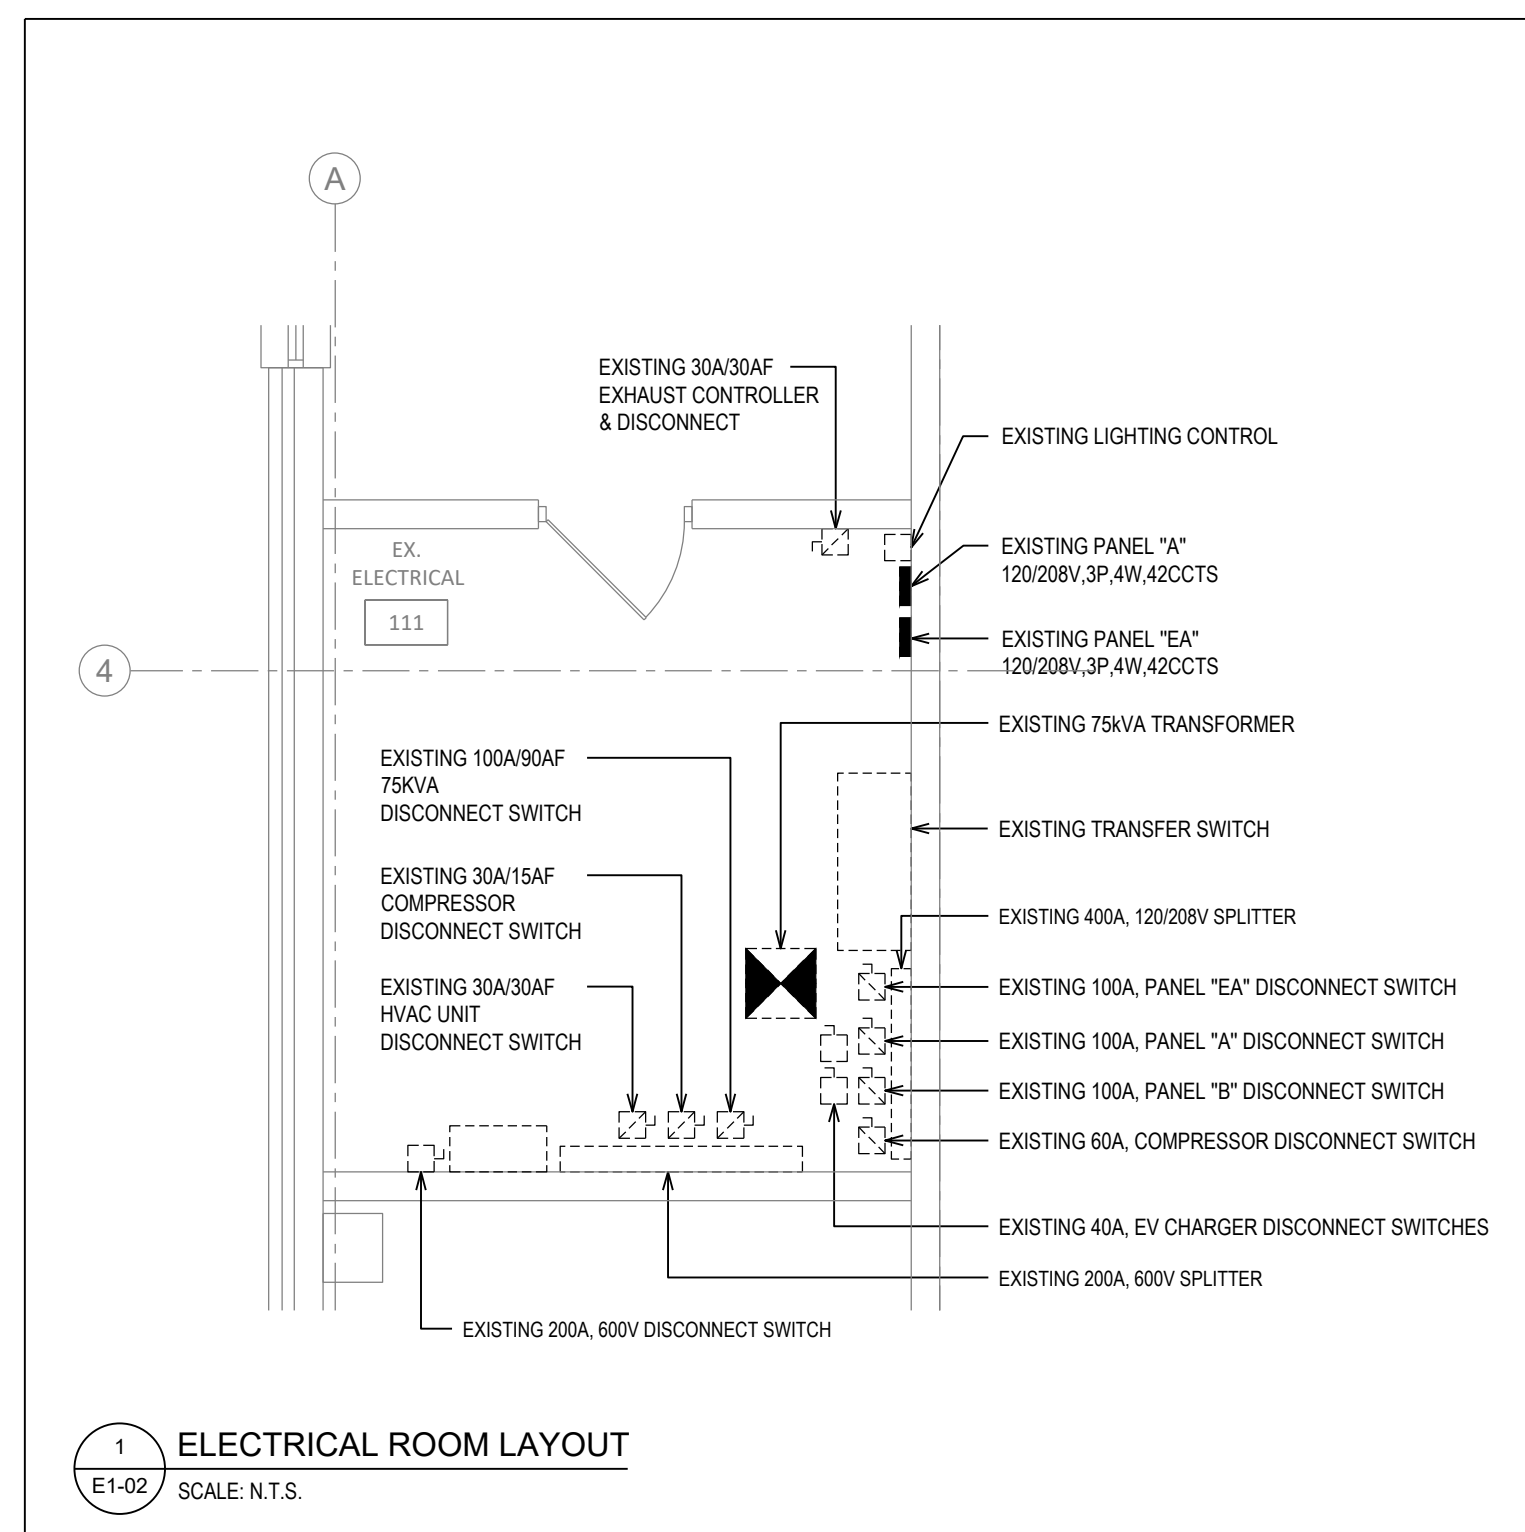 A
EXISTING 30A/30AF
EXHAUST CONTROLLER
& DISCONNECT
EXISTING LIGHTING CONTROL
EX.
ELECTRICAL
111
EXISTING PANEL "A"
120/208V,3P,4W,42CCTS
EXISTING PANEL "EA"
120/208V,3P,4W,42CCTS
4
EXISTING 75kVA TRANSFORMER
EXISTING 100A/90AF
75KVA
DISCONNECT SWITCH
EXISTING TRANSFER SWITCH
EXISTING 30A/15AF
COMPRESSOR
DISCONNECT SWITCH
EXISTING 400A, 120/208V SPLITTER
EXISTING 30A/30AF
HVAC UNIT
DISCONNECT SWITCH
EXISTING 100A, PANEL "EA" DISCONNECT SWITCH
EXISTING 100A, PANEL "A" DISCONNECT SWITCH
EXISTING 100A, PANEL "B" DISCONNECT SWITCH
EXISTING 60A, COMPRESSOR DISCONNECT SWITCH
EXISTING 40A, EV CHARGER DISCONNECT SWITCHES
EXISTING 200A, 600V SPLITTER
EXISTING 200A, 600V DISCONNECT SWITCH
1
E1-02
ELECTRICAL ROOM LAYOUT
SCALE: N.T.S.